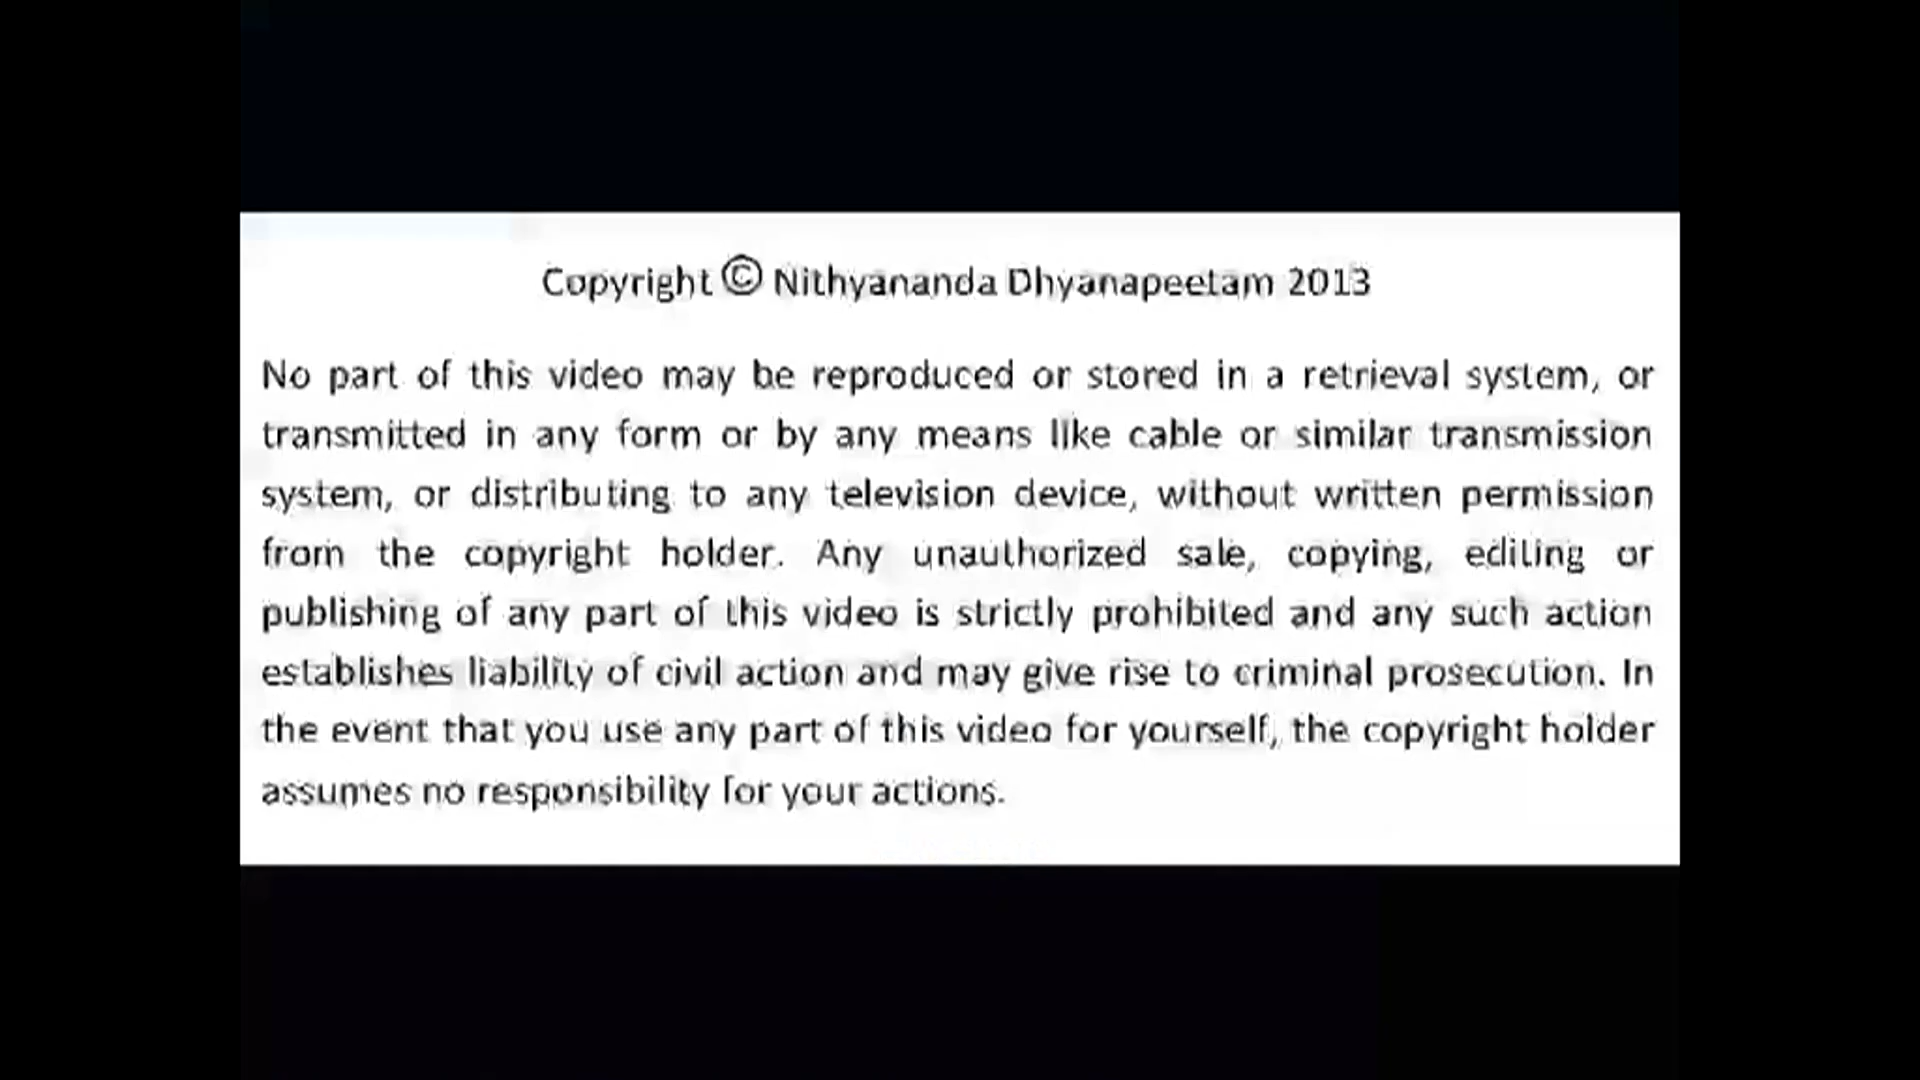 Copyright © Nithyananda Dhyanapeetam 2013
No part of this video may be reproduced or stored in a retrieval system, or
transmitted in any form or by any means like cable or similar transmission
system, or distributing to any television device, without written permission
from the copyright holder. Any unauthorized sale, copying, editing or
publishing of any part of this video is strictly prohibited and any such action
establishes liability of civil action and may give rise to criminal prosecution. In
the event that you use any part of this video for yourself, the copyright holder
assumes no responsibility for your actions.